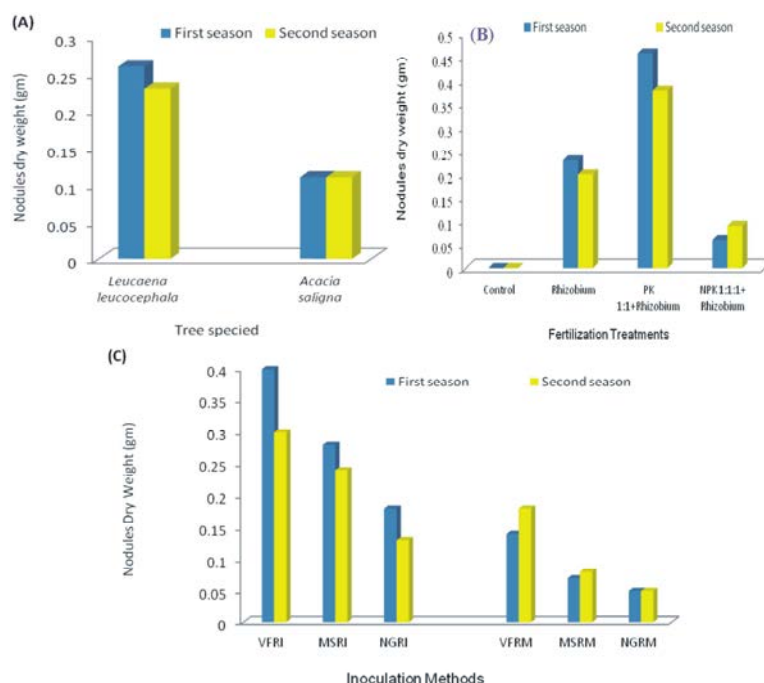 (A)
First season Second season
Nodules dry weight (gm)
0.3
0.25
0.2
0.15
0.1
0.05
0
Leucaena
leucocephala
Acacia
saligna
Tree specied
(B)
First season Second season
Nodules dry weight (gm)
0.5
0.45
0.4
0.35
0.3
0.25
0.2
0.15
0.1
0.05
0
Control
Rhizobium
PK
1:1+Rhizobium
NPK1:1:1+
Rhizobium
Fertilization Treatments
(C)
First season Second season
Nodules Dry Weight (gm)
0.4
0.35
0.3
0.25
0.2
0.15
0.1
0.05
0
VFRI MSRI NGRI VFRM MSRM NGRM
Inoculation Methods